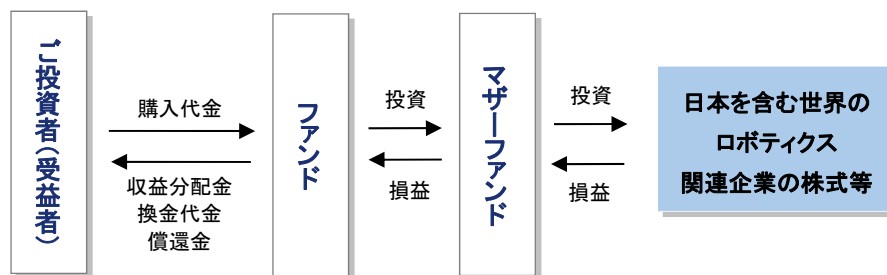 ご投資者（受益者）
購入代金
収益分配金
換金代金
償還金
ファンド
投資
損益
マザーファンド
投資
損益
日本を含む世界の
ロボティクス
関連企業の株式等